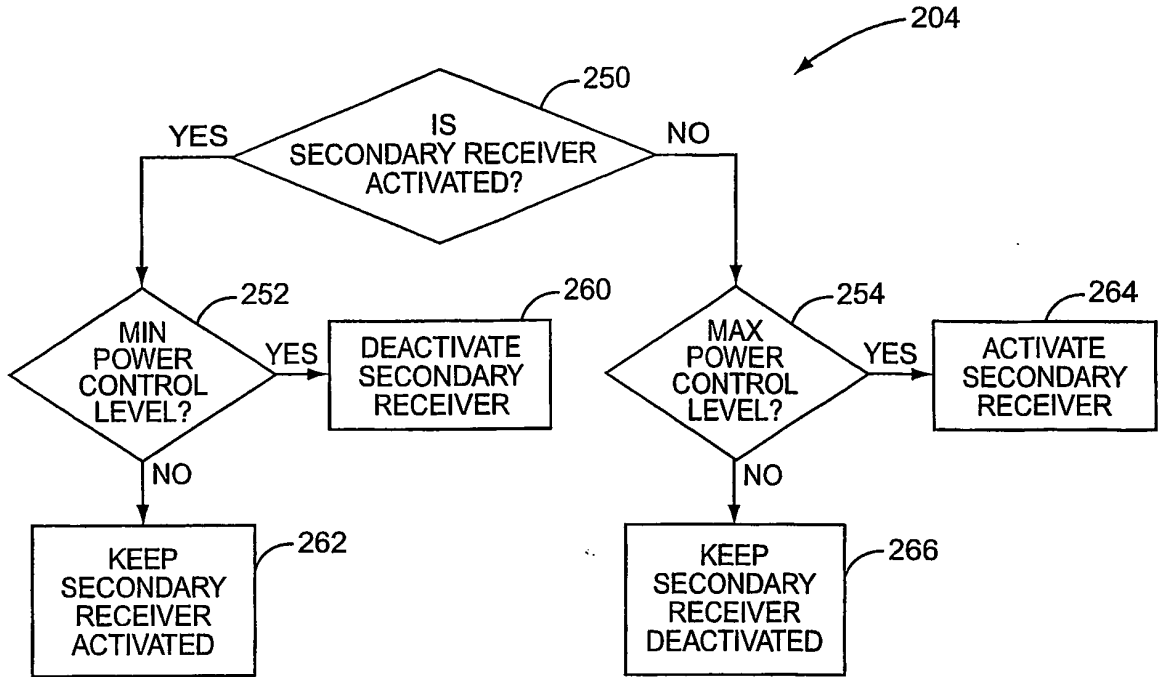 204
250
IS
SECONDARY RECEIVER
ACTIVATED?
YES
NO
252
MIN
POWER
CONTROL
LEVEL?
YES
NO
260
DEACTIVATE
SECONDARY
RECEIVER
254
MAX
POWER
CONTROL
LEVEL?
YES
NO
264
ACTIVATE
SECONDARY
RECEIVER
262
KEEP
SECONDARY
RECEIVER
ACTIVATED
266
KEEP
SECONDARY
RECEIVER
DEACTIVATED